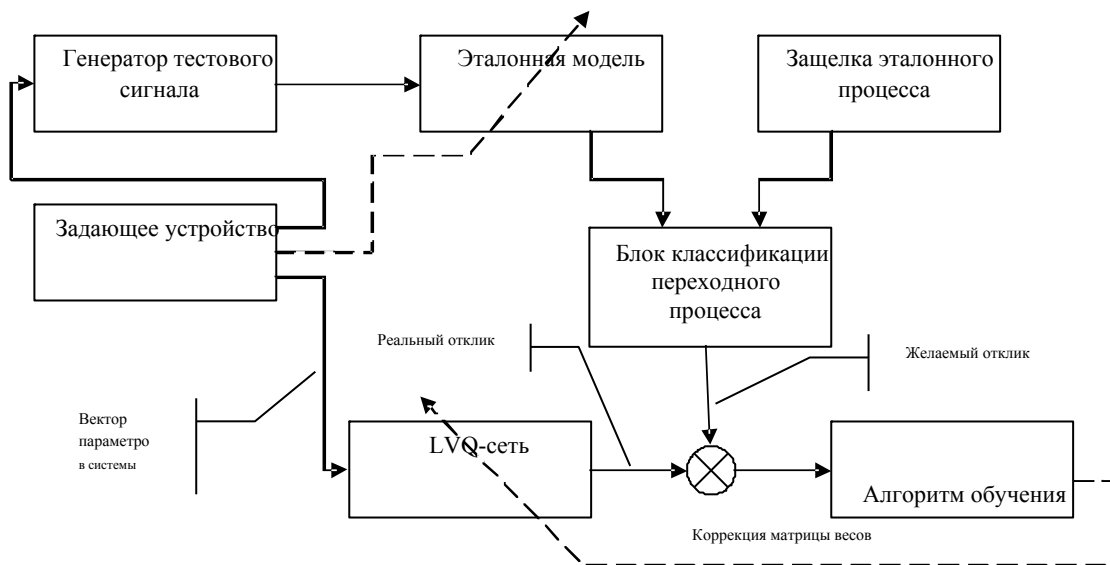 Генератор тестового
сигнала
Эталонная модель
Защелка эталонного
процесса
Задающее устройство
Блок классификации
переходного
процесса
Реальный отклик
Желаемый отклик
Вектор
параметро
в системы
LVQ-сеть
Алгоритм обучения
Коррекция матрицы весов